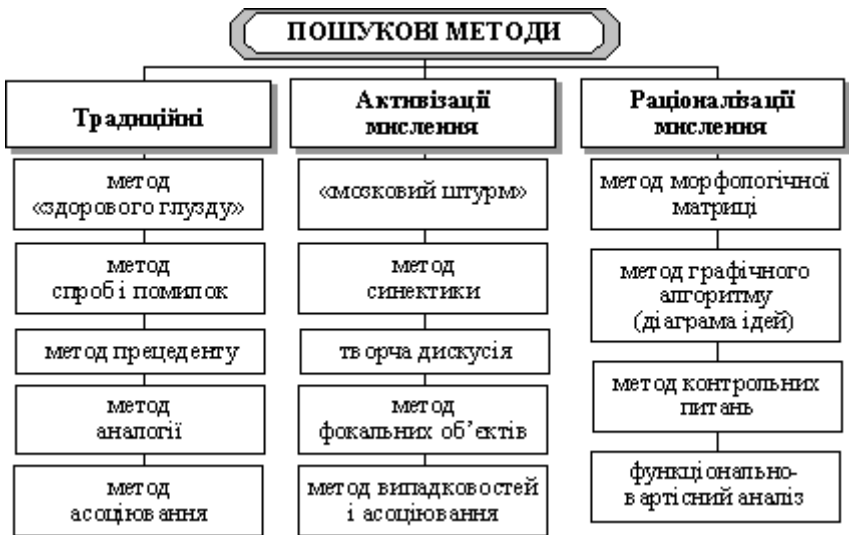 ПОШУКОВІ МЕТОДИ
Традиційні
метод
«здорового глузду»
метод
спроб і помилок
метод прецеденту
метод
аналогії
метод
асоціювання
Активізації
мислення
«мозковий штурм»
метод
синектики
творча дискусія
метод
фокальних об’єктів
метод випадковостей
і асоціювання
Раціоналізації
мислення
метод морфологічної
матриці
метод графічного
алгоритму
(діаграма ідей)
метод контрольних
питань
функціонально-
вартісний аналіз